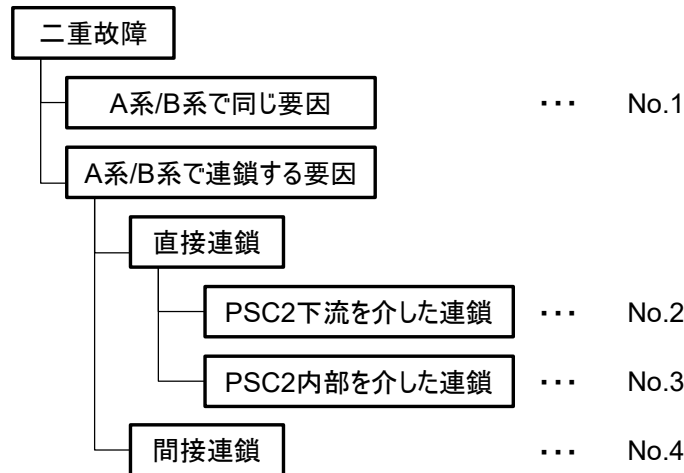 二重故障
A系/B系で同じ要因 ・・・ No.1
A系/B系で連鎖する要因
直接連鎖
PSC2下流を介した連鎖 ・・・ No.2
PSC2内部を介した連鎖 ・・・ No.3
間接連鎖 ・・・ No.4